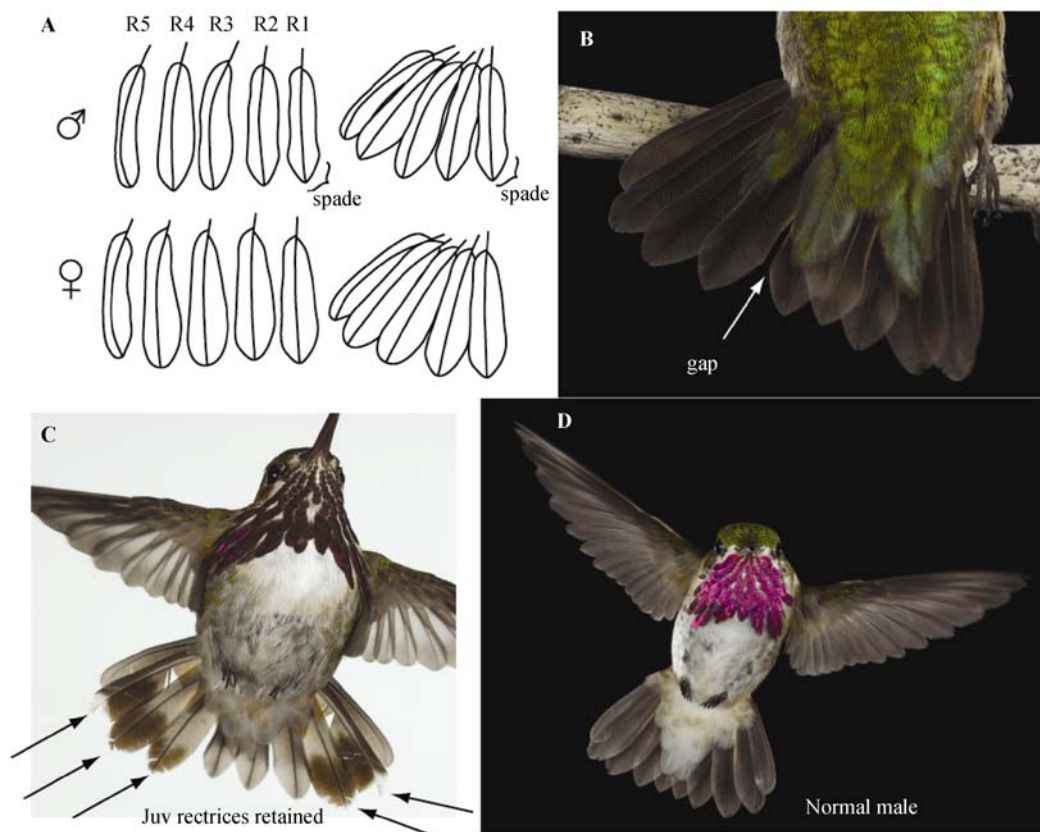 A
R5 R4 R3 R2 R1
♂
spade
spade
♀
B
gap
C
Juv rectrices retained
D
Normal male